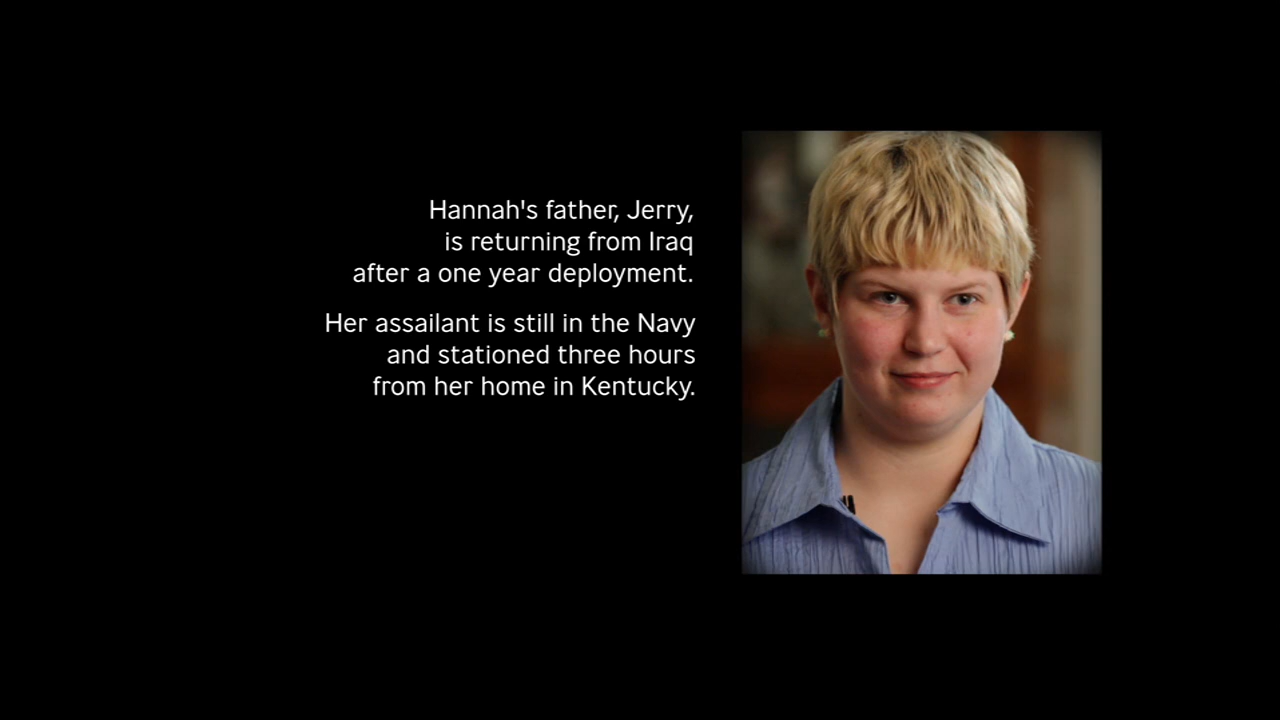 Hannah's father, Jerry,
is returning from Iraq
after a one year deployment.
Her assailant is still in the Navy
and stationed three hours
from her home in Kentucky.